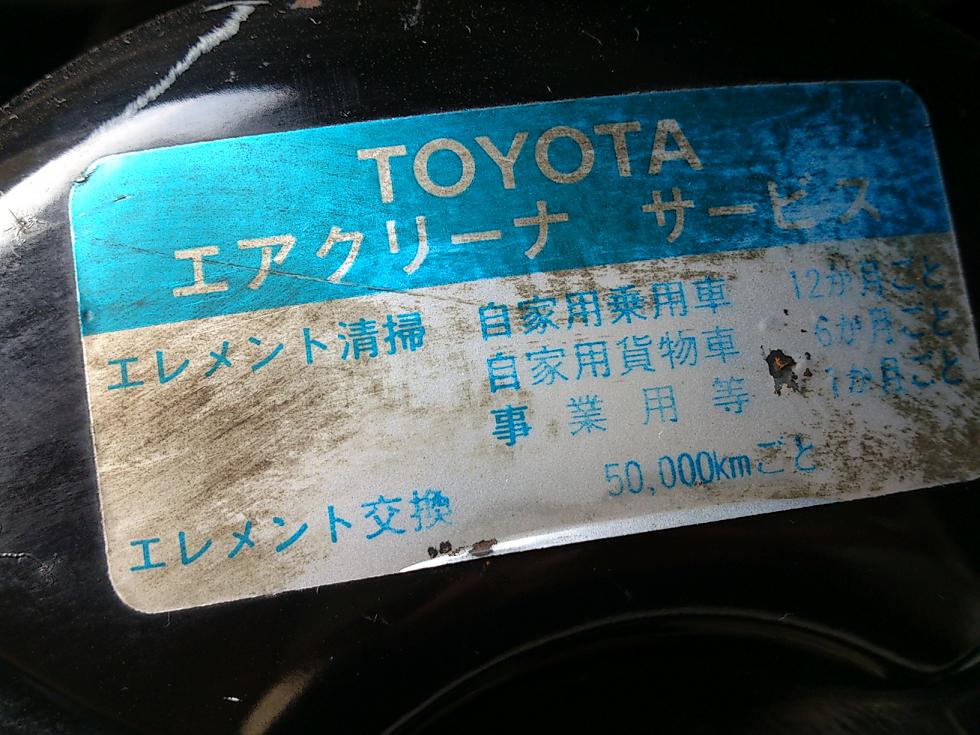 TOYOTA
エアクリーナ サービス
エレメント清掃 自家用乗用車 12か月ごと
自家用貨物車 6か月ごと
事業用等 1か月ごと
エレメント交換 50,000kmごと